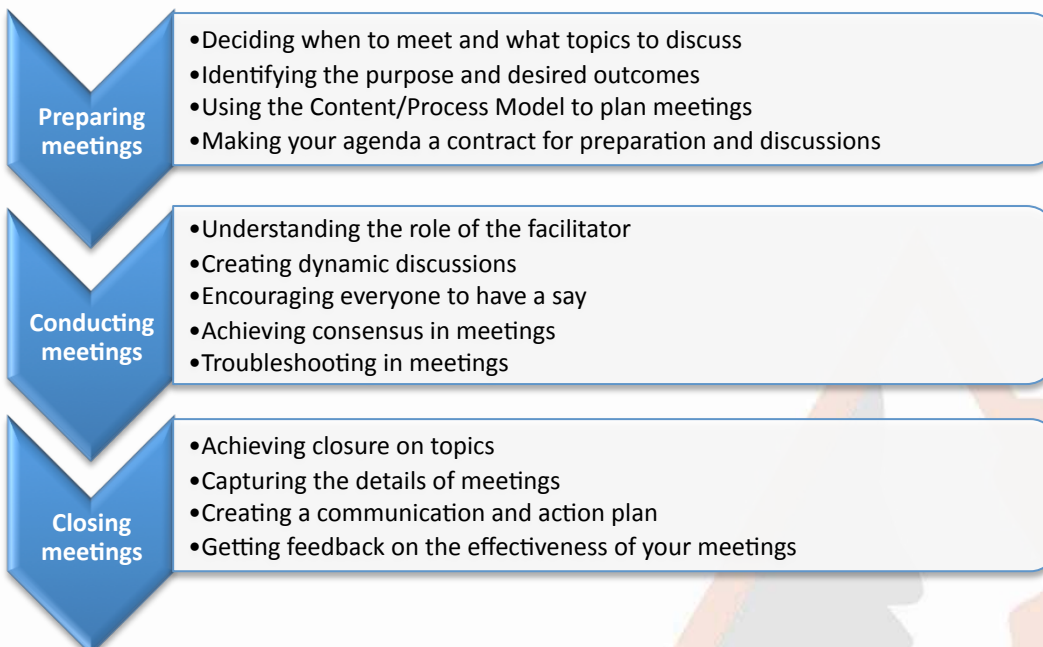 Preparing
meetings
•Deciding when to meet and what topics to discuss
•Identifying the purpose and desired outcomes
•Using the Content/Process Model to plan meetings
•Making your agenda a contract for preparation and discussions
Conducting
meetings
•Understanding the role of the facilitator
•Creating dynamic discussions
•Encouraging everyone to have a say
•Achieving consensus in meetings
•Troubleshooting in meetings
Closing
meetings
•Achieving closure on topics
•Capturing the details of meetings
•Creating a communication and action plan
•Getting feedback on the effectiveness of your meetings